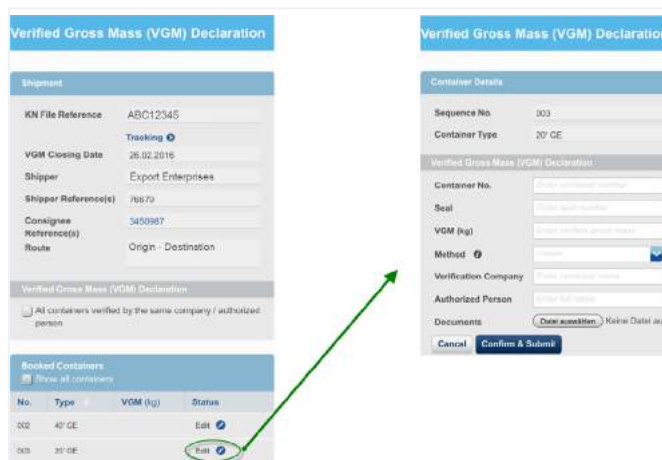 Verified Gross Mass (VGM) Declaration
Shipment
KN File Reference ABC12345
Tracking
VGM Closing Date 26.02.2016
Shipper Export Enterprises
Shipper Reference(s) 76879
Consignee Reference(s) 3450987
Route Origin - Destination
Verified Gross Mass (VGM) Declaration
All containers verified by the same company / authorized
person
Booked Containers
Show all containers
No. Type VGM (kg) Status
002 40' GE Edit
003 20' GE Edit
Verified Gross Mass (VGM) Declaration
Container Details
Sequence No. 003
Container Type 20' GE
Verified Gross Mass (VGM) Declaration
Container No. Enter container number
Seal Enter seal number
VGM (kg) Enter verified gross mass
Method
Verification Company Enter company name
Authorized Person Enter full name
Documents Datei auswählen Keine Datei au
Cancel Confirm & Submit